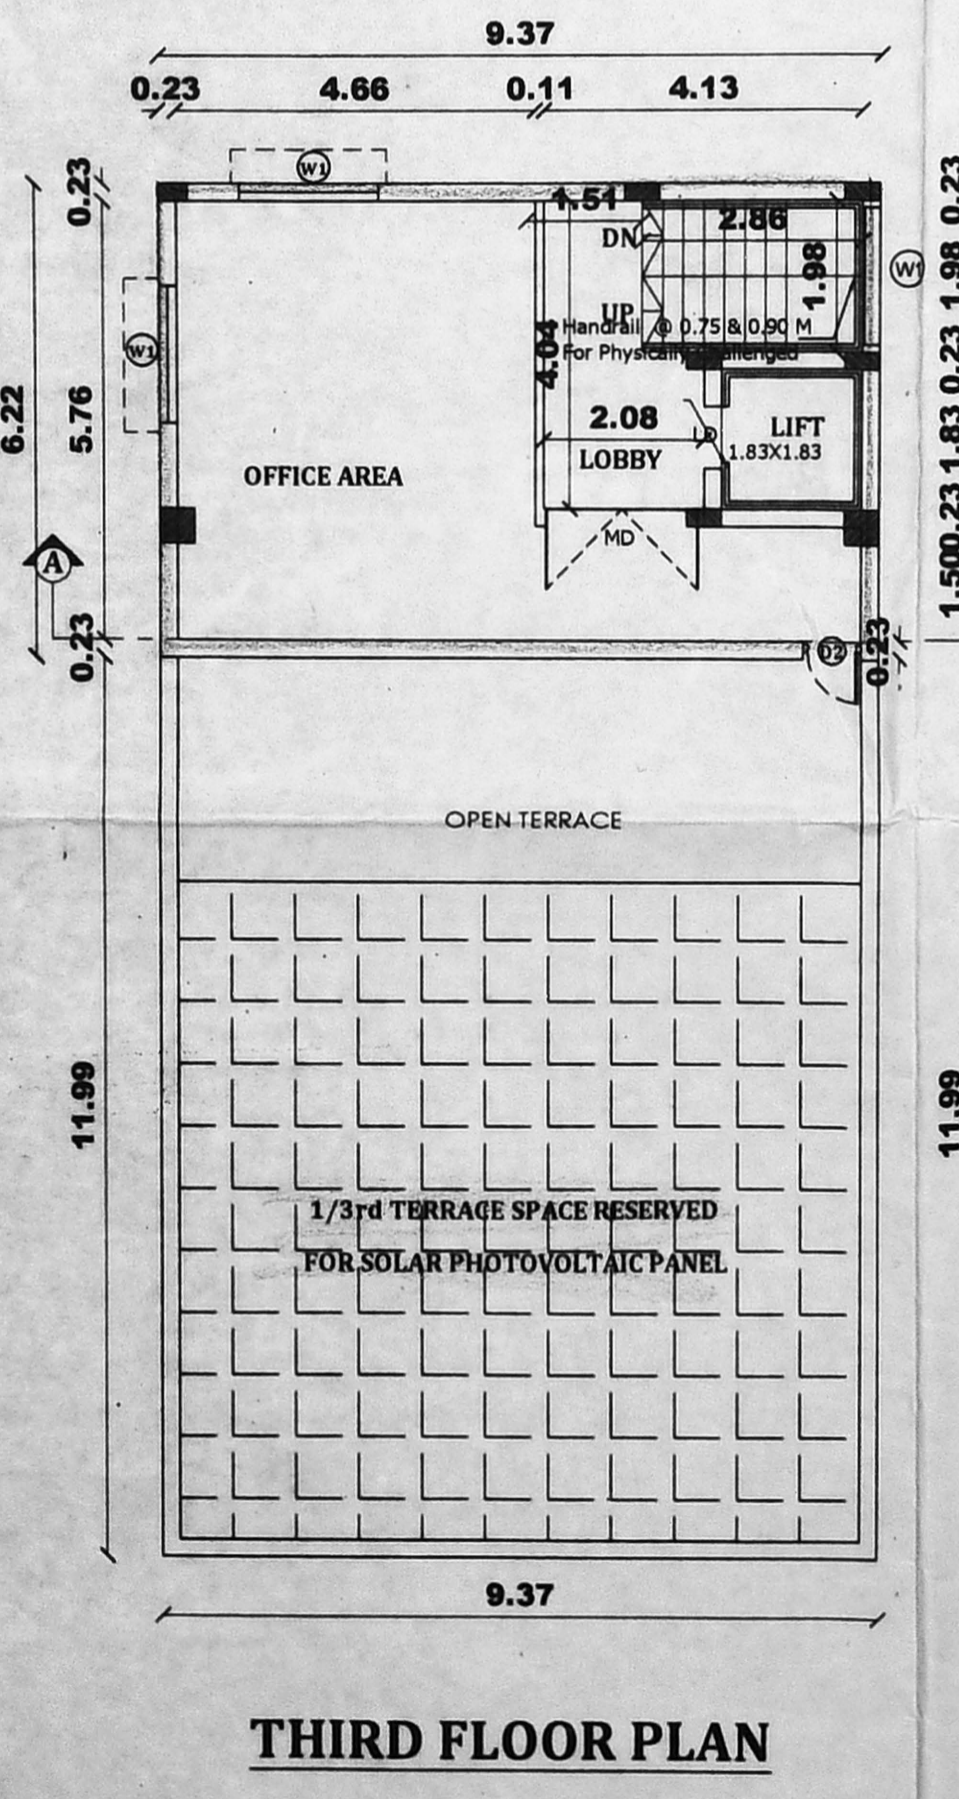 9.37
0.23 4.66 0.11 4.13
W1
0.23
1.51
2.86
DN
1.98
W1
UP
Handrail @ 0.75 & 0.90 M
For Physically Challenged
W1
4.04
6.22
5.76
2.08
LOBBY
LIFT
1.83X1.83
OFFICE AREA
MD
A
0.23
D2
0.23
1.50 0.23 1.83 0.23 1.98 0.23
OPEN TERRACE
11.99
11.99
1/3rd TERRACE SPACE RESERVED
FOR SOLAR PHOTOVOLTAIC PANEL
9.37
THIRD FLOOR PLAN